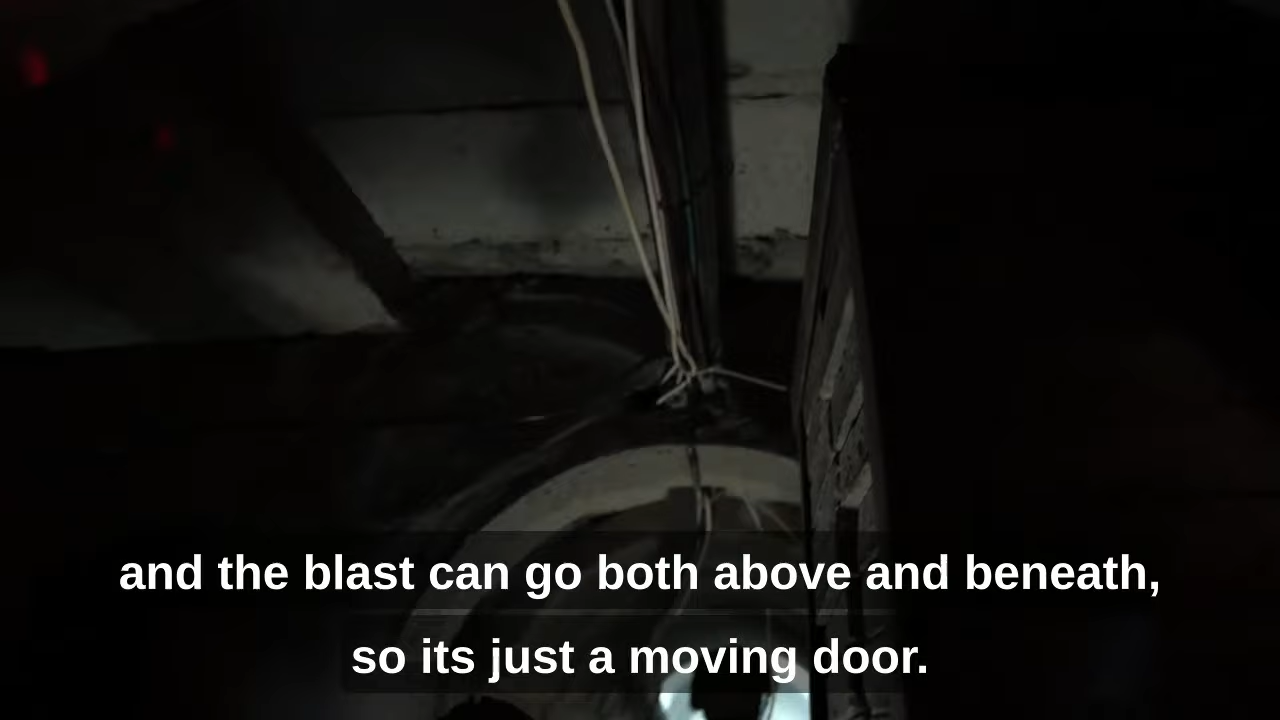 and the blast can go both above and beneath,
so its just a moving door.